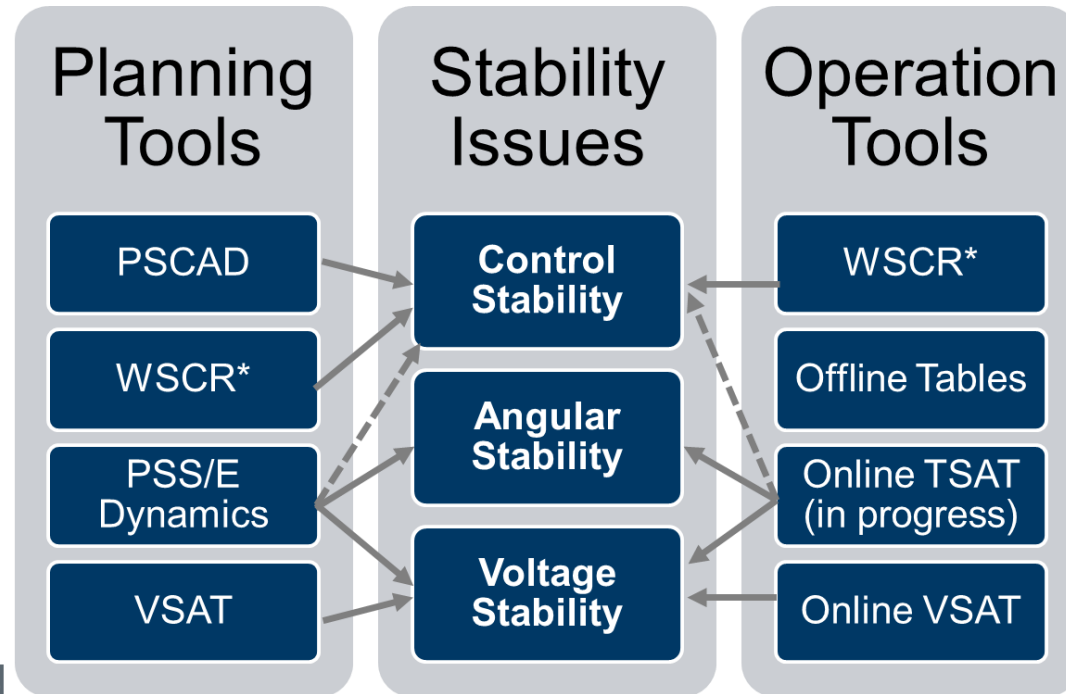 Planning
Tools
PSCAD
WSCR*
PSS/E
Dynamics
VSAT
Stability
Issues
Control
Stability
Angular
Stability
Voltage
Stability
Operation
Tools
WSCR*
Offline Tables
Online TSAT
(in progress)
Online VSAT